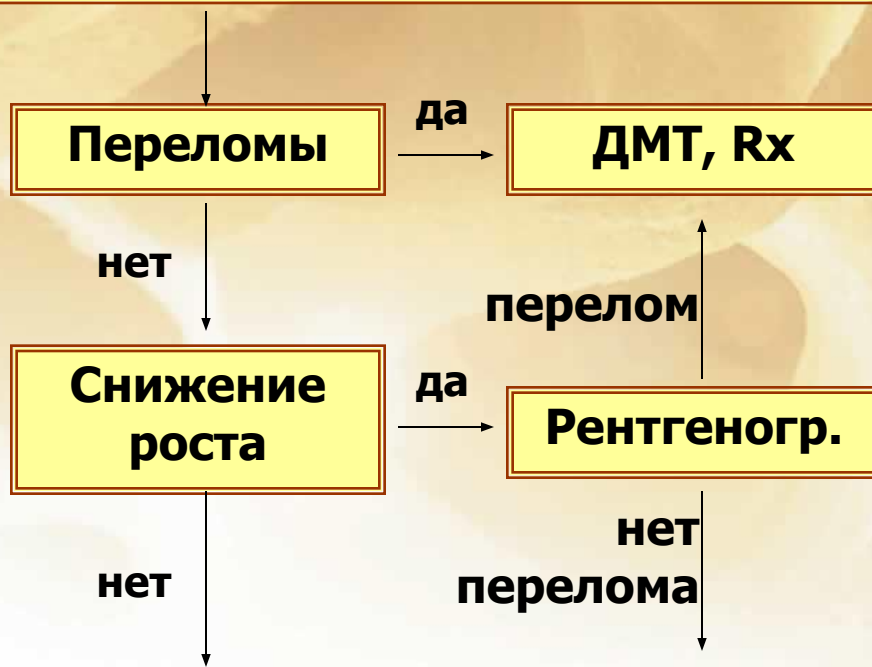 Переломы
да
ДМТ, Rx
нет
перелом
Снижение
роста
да
Рентгеногр.
нет
нет
перелома